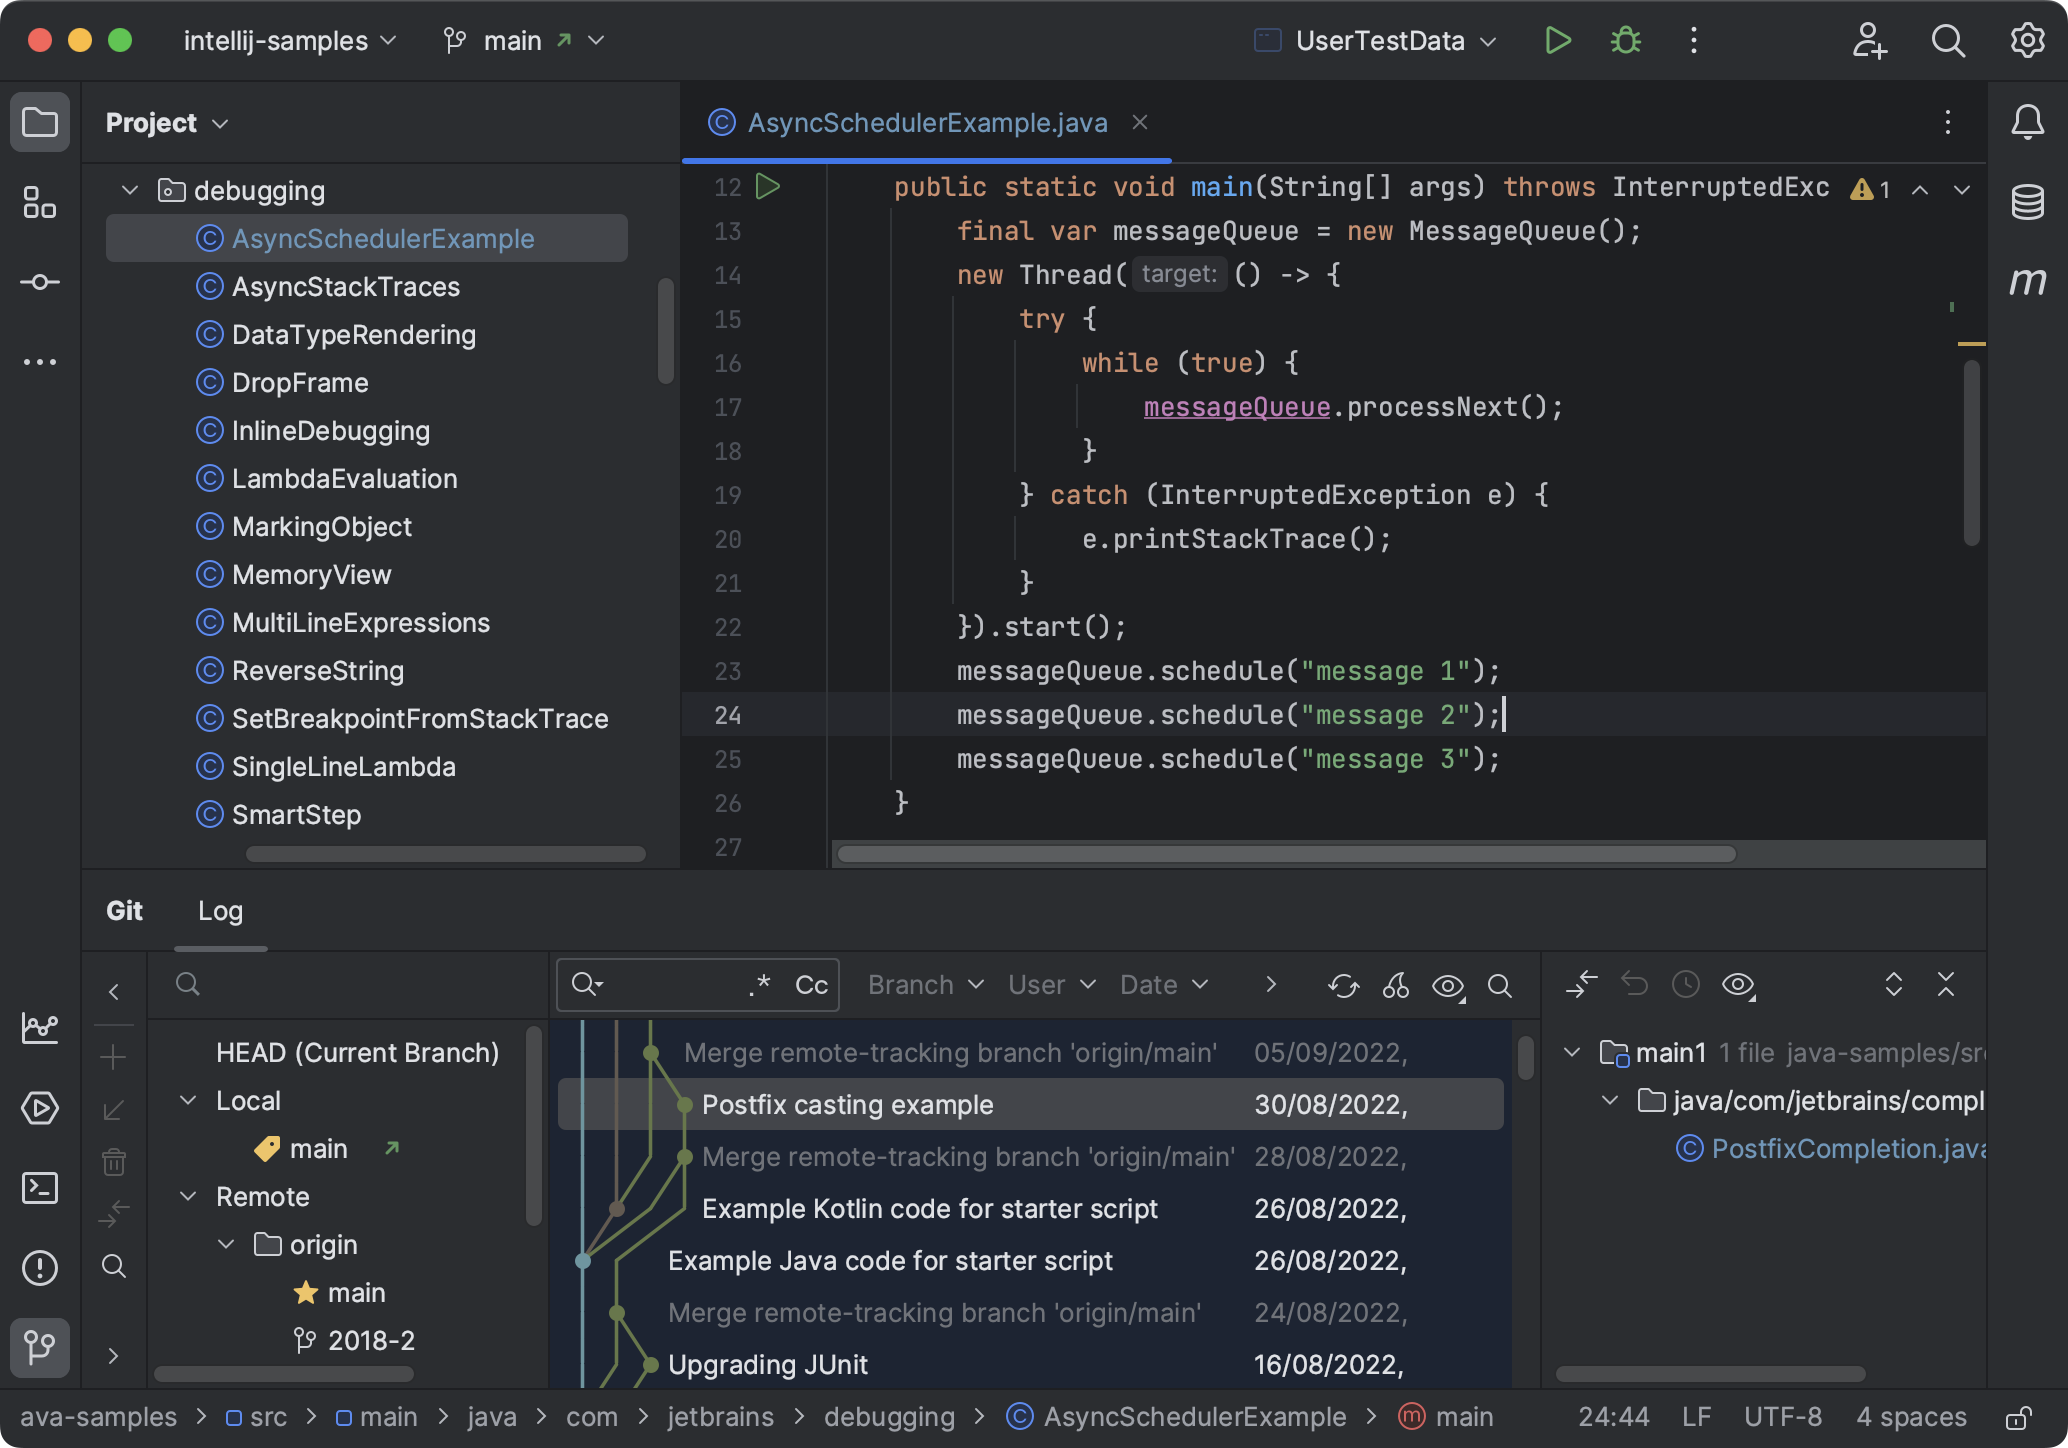 intellij-samples main UserTestData
Project
debugging
AsyncSchedulerExample
AsyncStackTraces
DataTypeRendering
DropFrame
InlineDebugging
LambdaEvaluation
MarkingObject
MemoryView
MultiLineExpressions
ReverseString
SetBreakpointFromStackTrace
SingleLineLambda
SmartStep
AsyncSchedulerExample.java
12 public static void main(String[] args) throws InterruptedExc 1
13 final var messageQueue = new MessageQueue();
14 new Thread( target: () -> {
15 try {
16 while (true) {
17 messageQueue.processNext();
18 }
19 } catch (InterruptedException e) {
20 e.printStackTrace();
21 }
22 }).start();
23 messageQueue.schedule("message 1");
24 messageQueue.schedule("message 2");
25 messageQueue.schedule("message 3");
26 }
27
m
Git Log
HEAD (Current Branch)
Local
main
Remote
origin
main
2018-2
.* Cc Branch User Date
Merge remote-tracking branch 'origin/main' 05/09/2022,
Postfix casting example 30/08/2022,
Merge remote-tracking branch 'origin/main' 28/08/2022,
Example Kotlin code for starter script 26/08/2022,
Example Java code for starter script 26/08/2022,
Merge remote-tracking branch 'origin/main' 24/08/2022,
Upgrading JUnit 16/08/2022,
main1 1 file java-samples/src
java/com/jetbrains/compl
PostfixCompletion.java
ava-samples > src > main > java > com > jetbrains > debugging > AsyncSchedulerExample > main 24:44 LF UTF-8 4 spaces